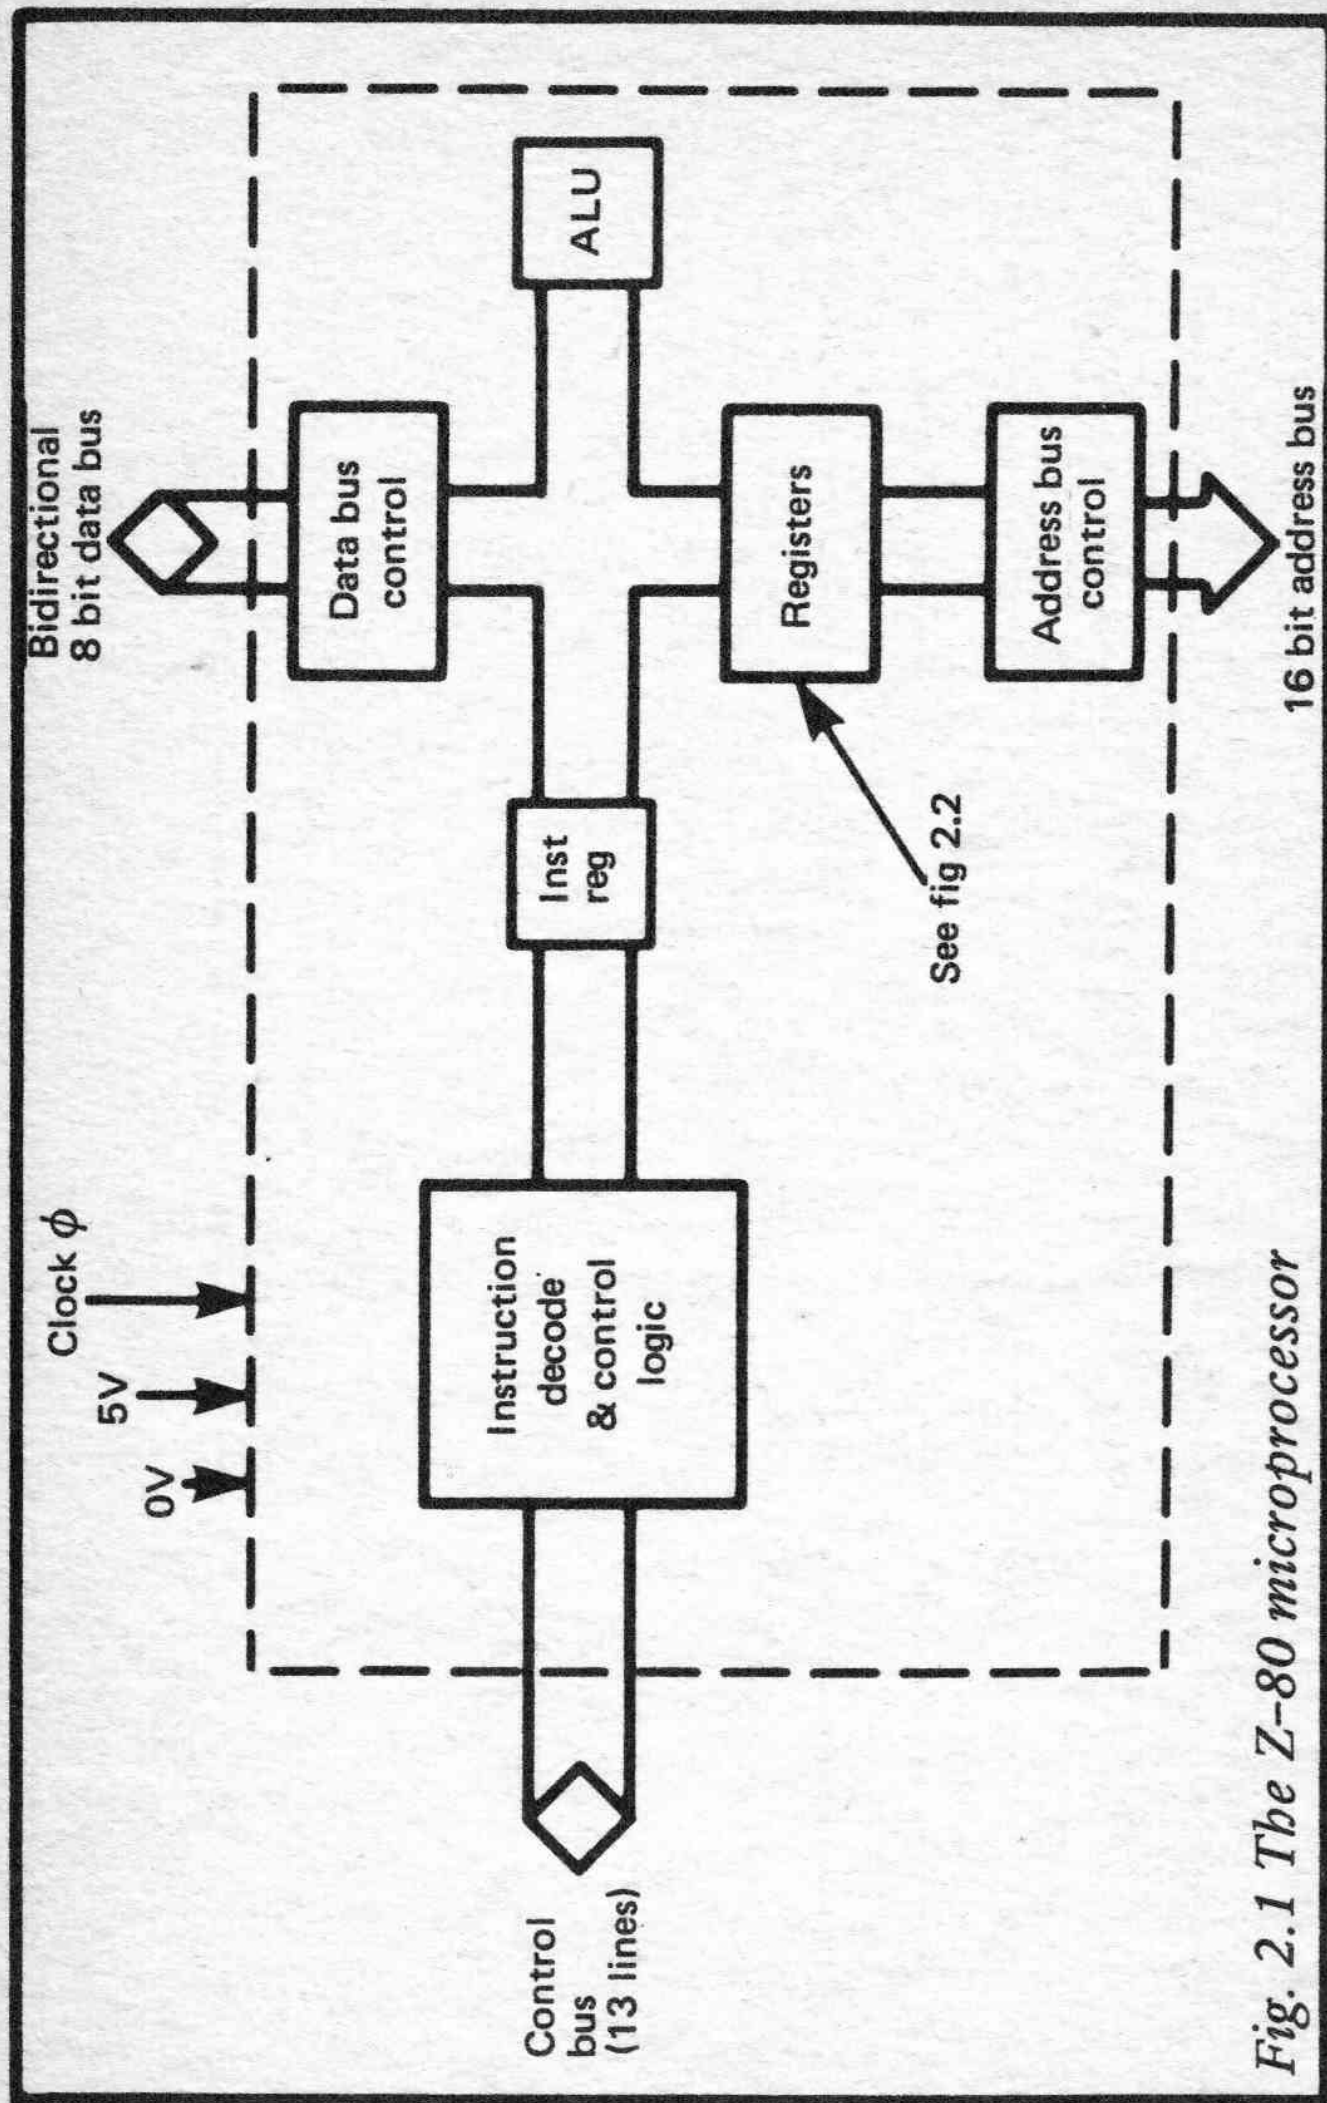 Bidirectional
8 bit data bus
Clock ϕ
5V
0V
Data bus
control
ALU
Inst
reg
Instruction
decode
& control
logic
Control
bus
(13 lines)
Registers
See fig 2.2
Address bus
control
16 bit address bus
Fig. 2.1 The Z-80 microprocessor